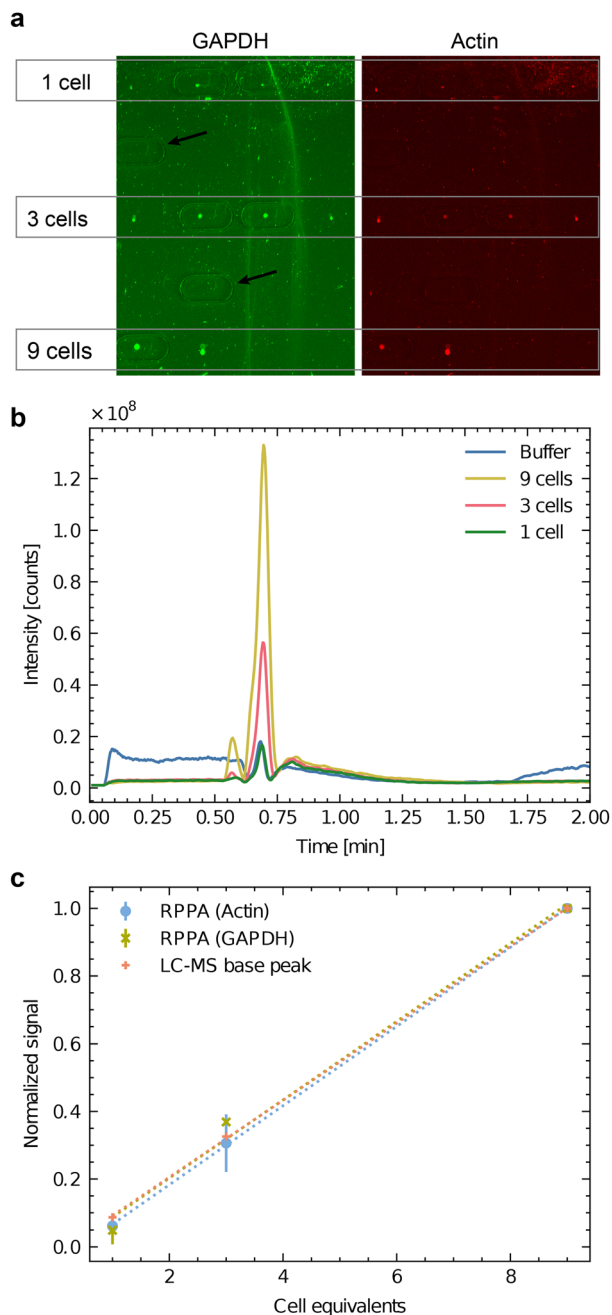 a
GAPDH Actin
1 cell
3 cells
9 cells
b
×10⁸
Buffer
9 cells
3 cells
1 cell
1.2
1.0
0.8
0.6
0.4
0.2
0.0
Intensity [counts]
0.00 0.25 0.50 0.75 1.00 1.25 1.50 1.75 2.00
Time [min]
c
RPPA (Actin)
RPPA (GAPDH)
LC-MS base peak
1.0
0.8
0.6
0.4
0.2
0.0
Normalized signal
2 4 6 8
Cell equivalents